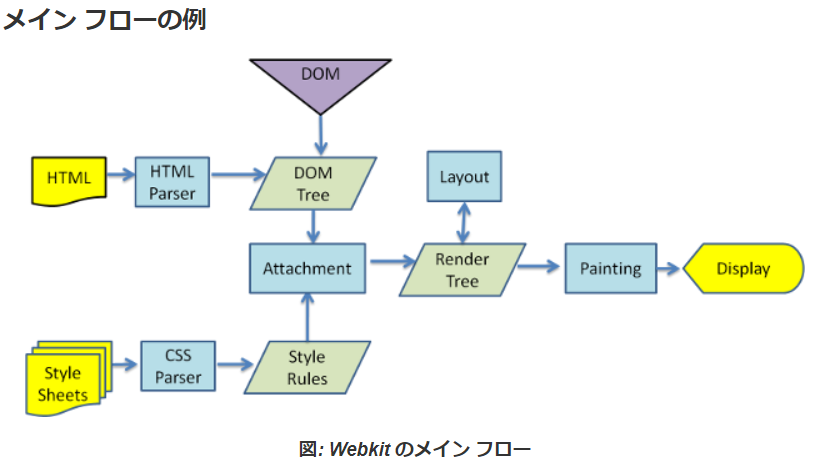 メイン フローの例
DOM
HTML
HTML
Parser
DOM
Tree
Layout
Attachment
Render
Tree
Painting
Display
Style
Sheets
CSS
Parser
Style
Rules
図: Webkit のメイン フロー